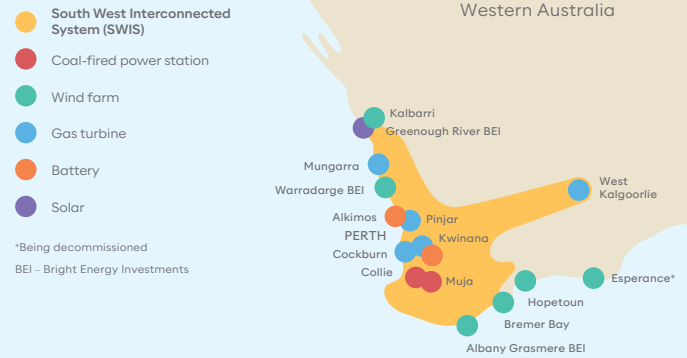 South West Interconnected
System (SWIS)
Coal-fired power station
Wind farm
Gas turbine
Battery
Solar
*Being decommissioned
BEI – Bright Energy Investments
Western Australia
Kalbarri
Greenough River BEI
Mungarra
Warradarge BEI
West
Kalgoorlie
Alkimos
Pinjar
PERTH
Kwinana
Cockburn
Collie
Muja
Esperance*
Hopetoun
Bremer Bay
Albany Grasmere BEI